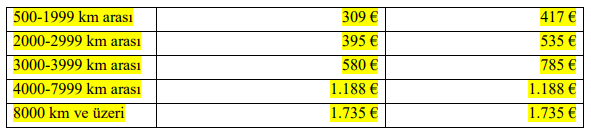 500-1999 km arası 309 € 417 €
2000-2999 km arası 395 € 535 €
3000-3999 km arası 580 € 785 €
4000-7999 km arası 1.188 € 1.188 €
8000 km ve üzeri 1.735 € 1.735 €